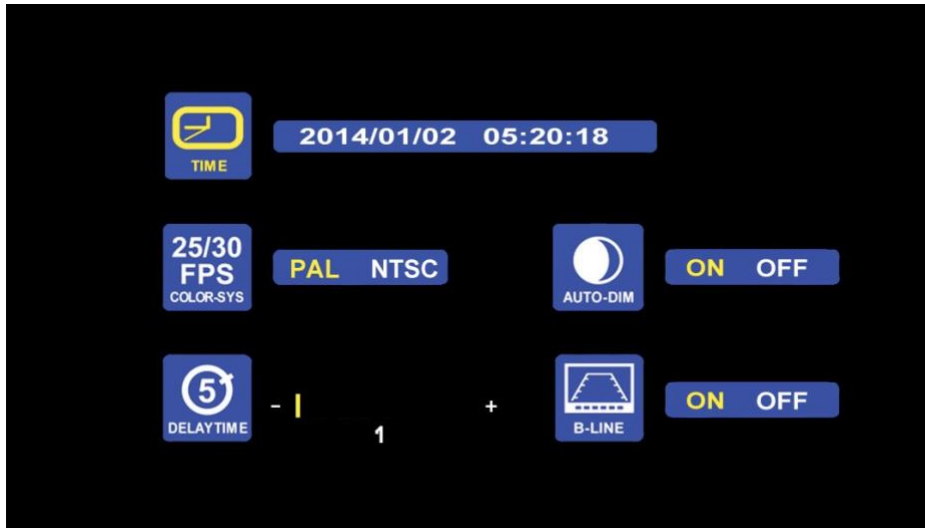 2014/01/02 05:20:18
TIME
25/30
FPS
COLOR-SYS
PAL NTSC
AUTO-DIM
ON OFF
5
DELAYTIME
- +
1
B-LINE
ON OFF